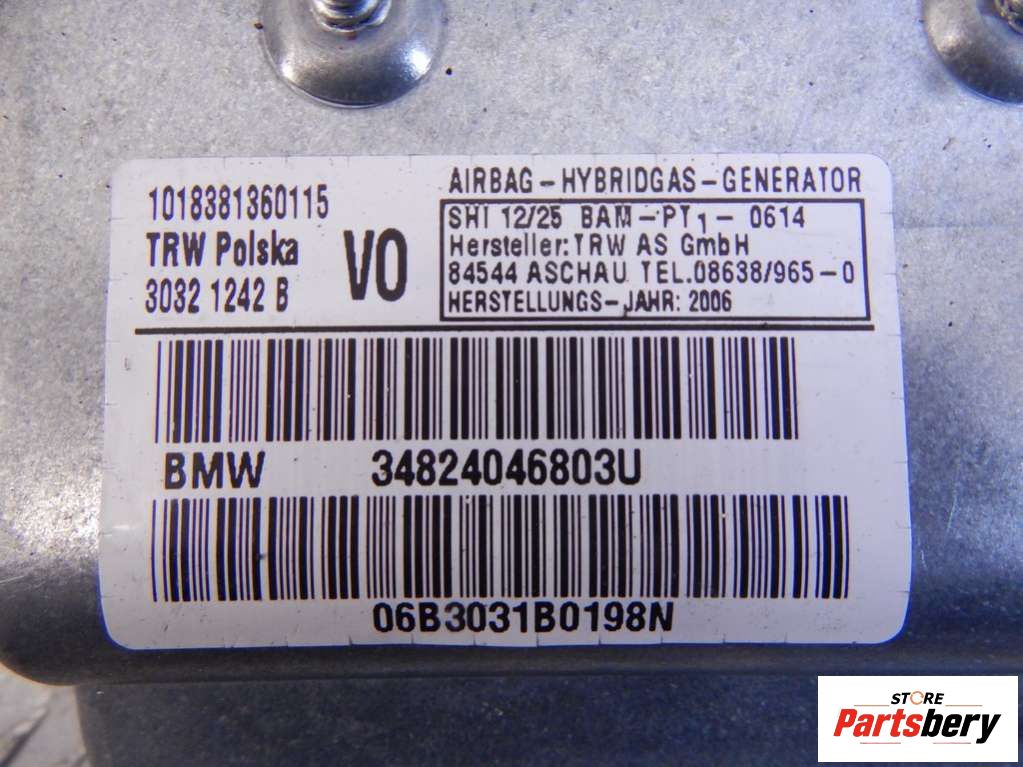 1018381360115
TRW Polska
3032 1242 B
VO
AIRBAG-HYBRIDGAS-GENERATOR
SHI 12/25 BAM-PT1- 0614
Hersteller: TRW AS GmbH
84544 ASCHAU TEL.08638/965-0
HERSTELLUNGS-JAHR: 2006
BMW 34824046803U
06B3031B0198N
STORE
Partsbery